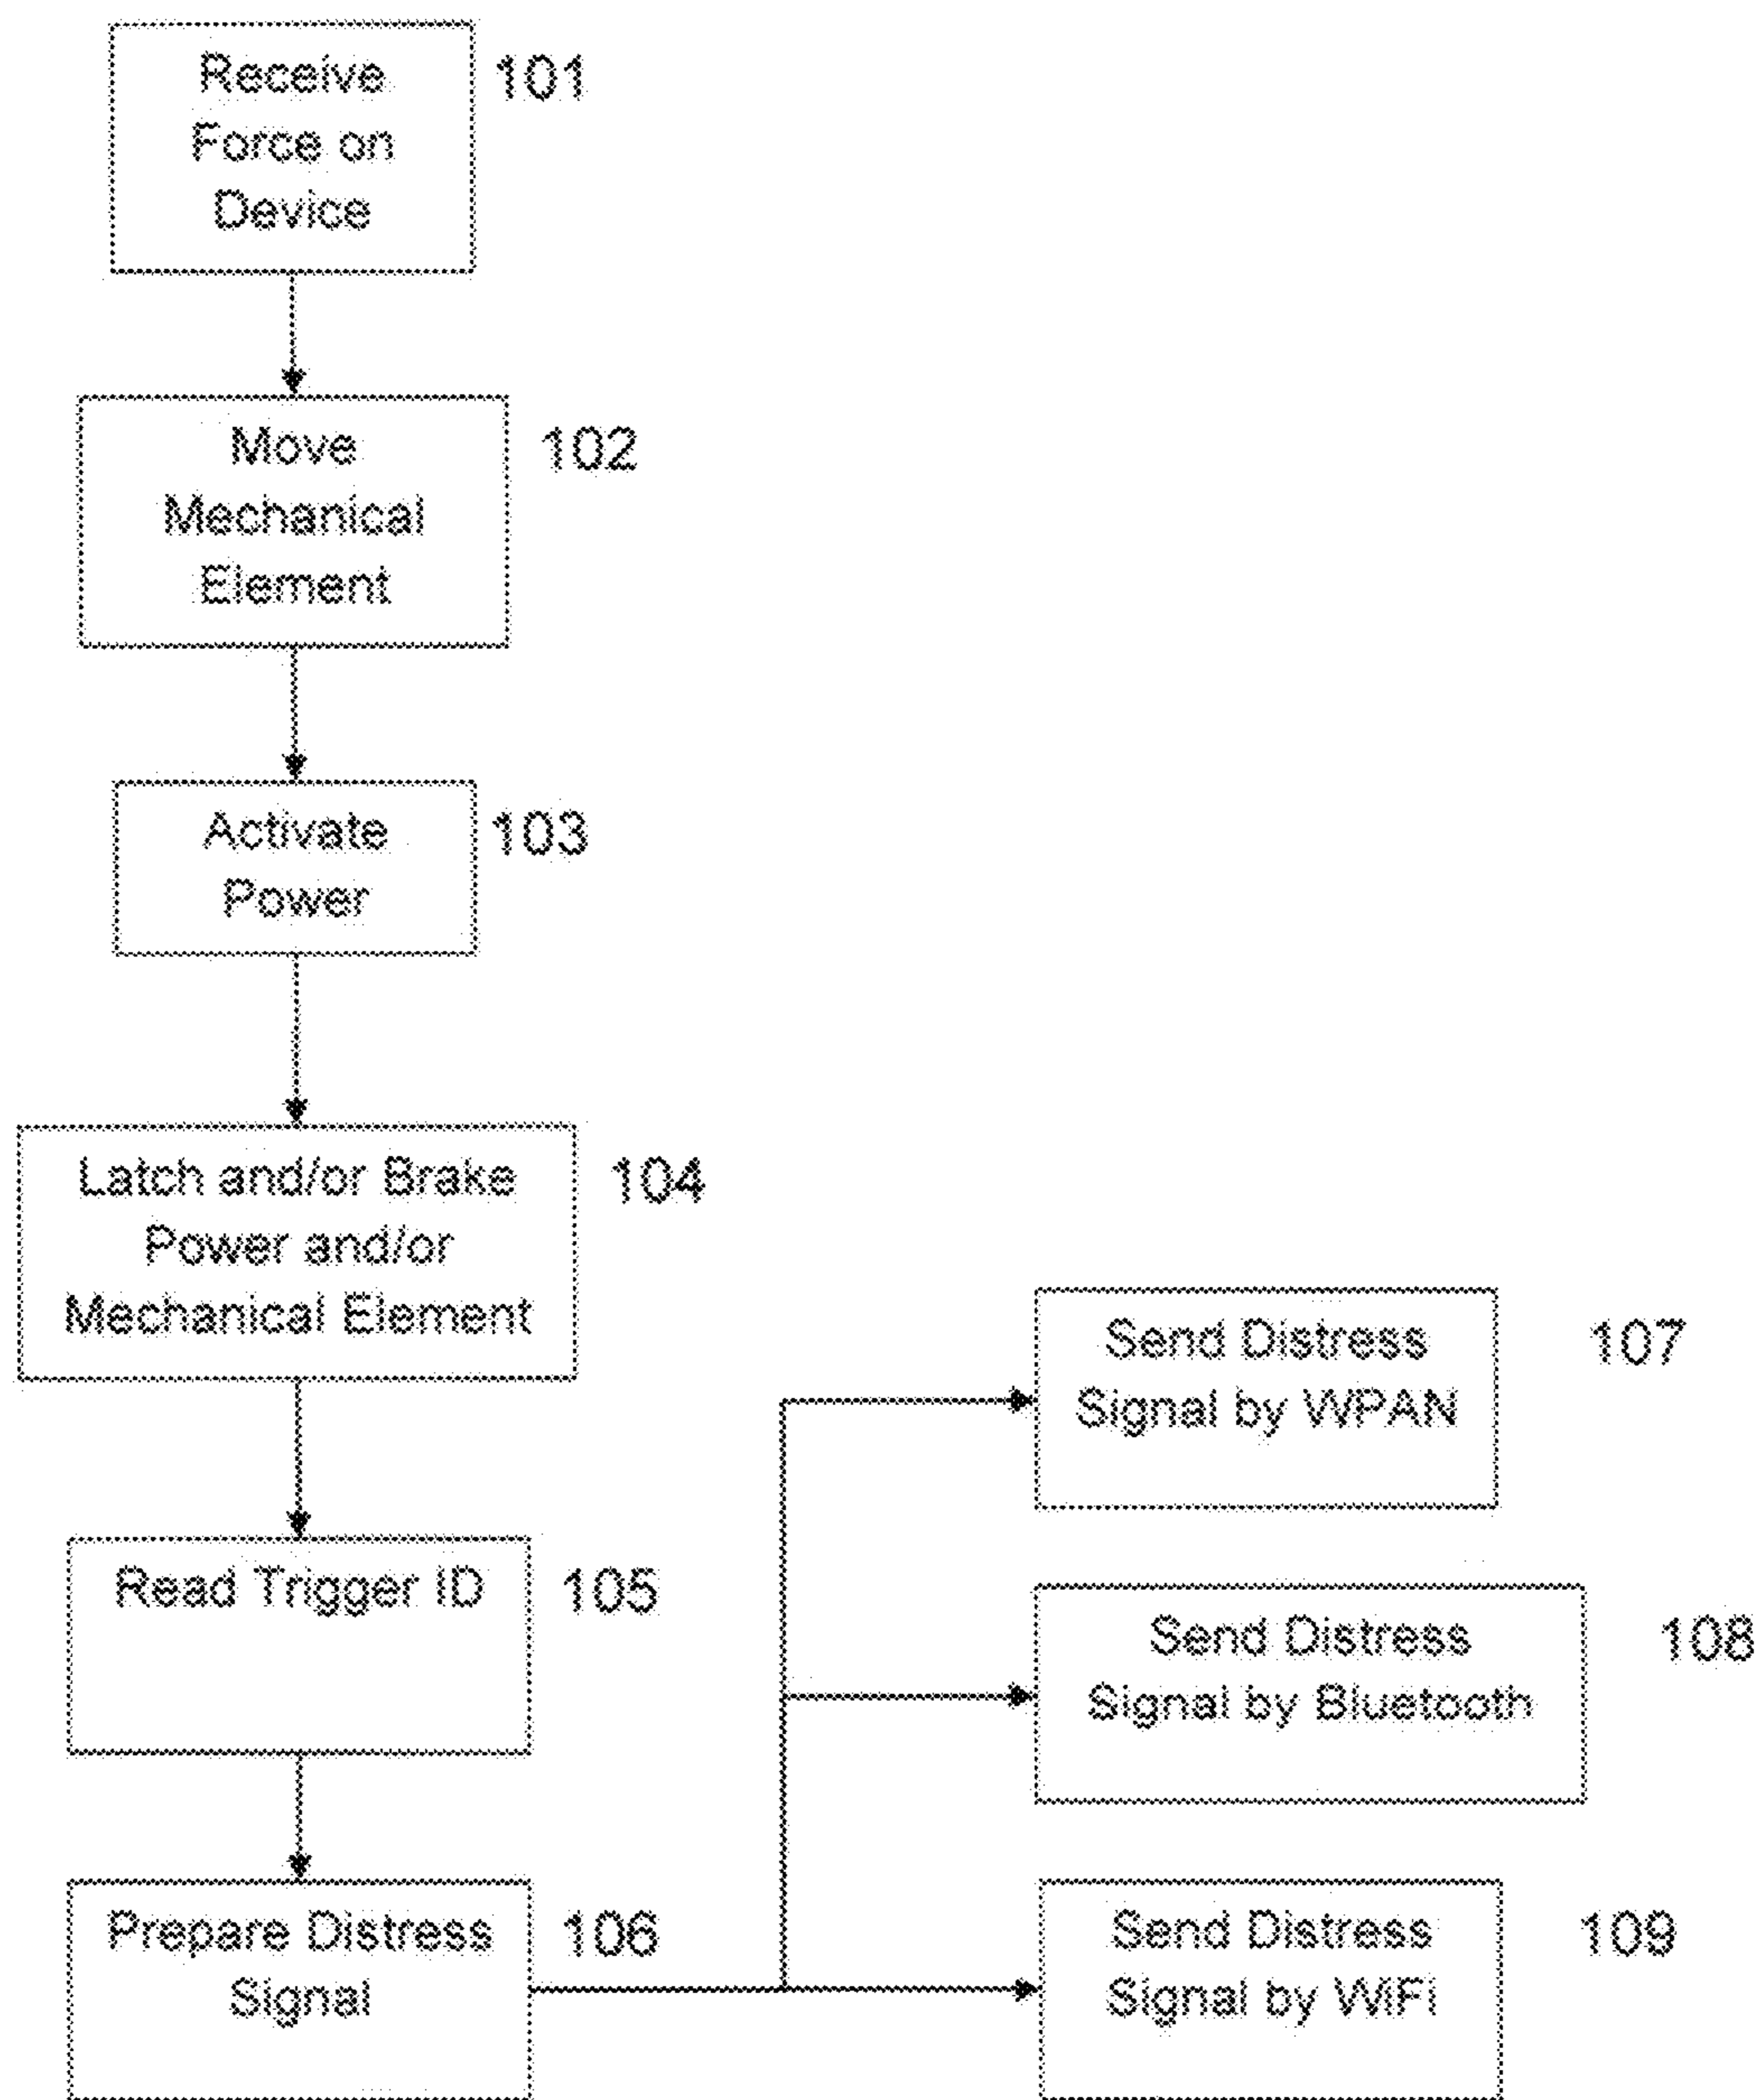 Receive
Force on
Device
101
Move
Mechanical
Element
102
Activate
Power
103
Latch and/or Brake
Power and/or
Mechanical Element
104
Read Trigger ID
105
Prepare Distress
Signal
106
Send Distress
Signal by WPAN
107
Send Distress
Signal by Bluetooth
108
Send Distress
Signal by WiFi
109